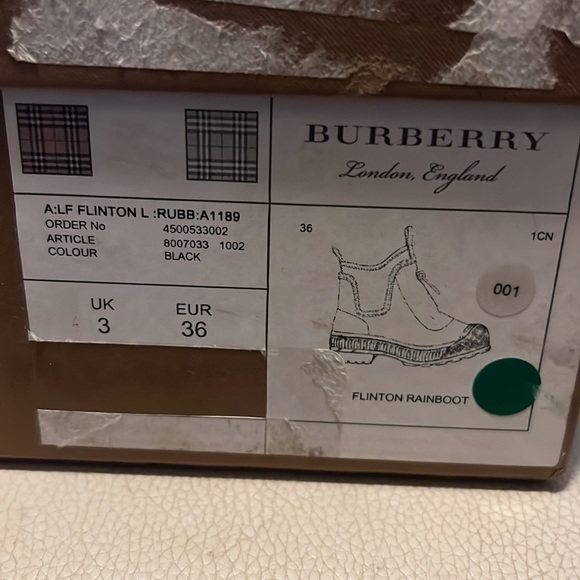 BURBERRY
London, England
A:LF FLINTON L :RUBB:A1189
ORDER No 4500533002
ARTICLE 8007033 1002
COLOUR BLACK
UK EUR
3 36
36 1CN
001
FLINTON RAINBOOT